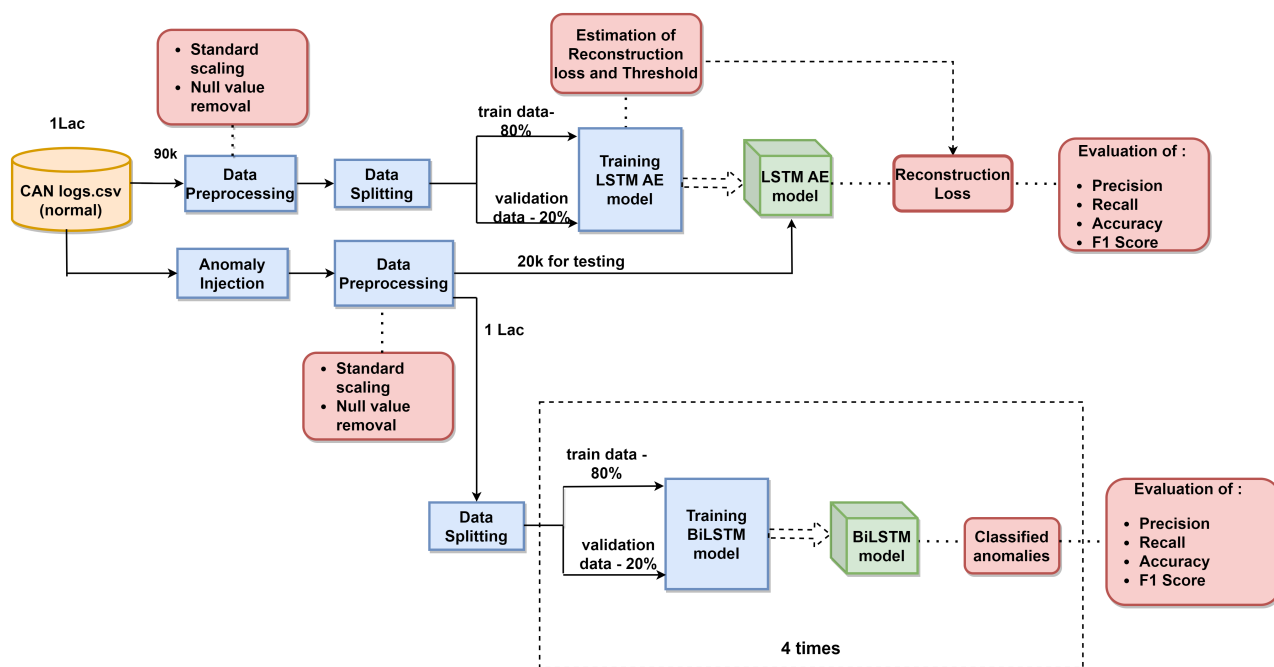 • Standard
scaling
• Null value
removal
Estimation of
Reconstruction
loss and Threshold
1Lac
90k
CAN logs.csv
(normal)
Data
Preprocessing
Data
Splitting
train data-
80%
validation
data - 20%
Training
LSTM AE
model
LSTM AE
model
Reconstruction
Loss
Evaluation of :
• Precision
• Recall
• Accuracy
• F1 Score
Anomaly
Injection
Data
Preprocessing
20k for testing
1 Lac
• Standard
scaling
• Null value
removal
Data
Splitting
train data -
80%
validation
data - 20%
Training
BiLSTM
model
BiLSTM
model
Classified
anomalies
Evaluation of :
• Precision
• Recall
• Accuracy
• F1 Score
4 times